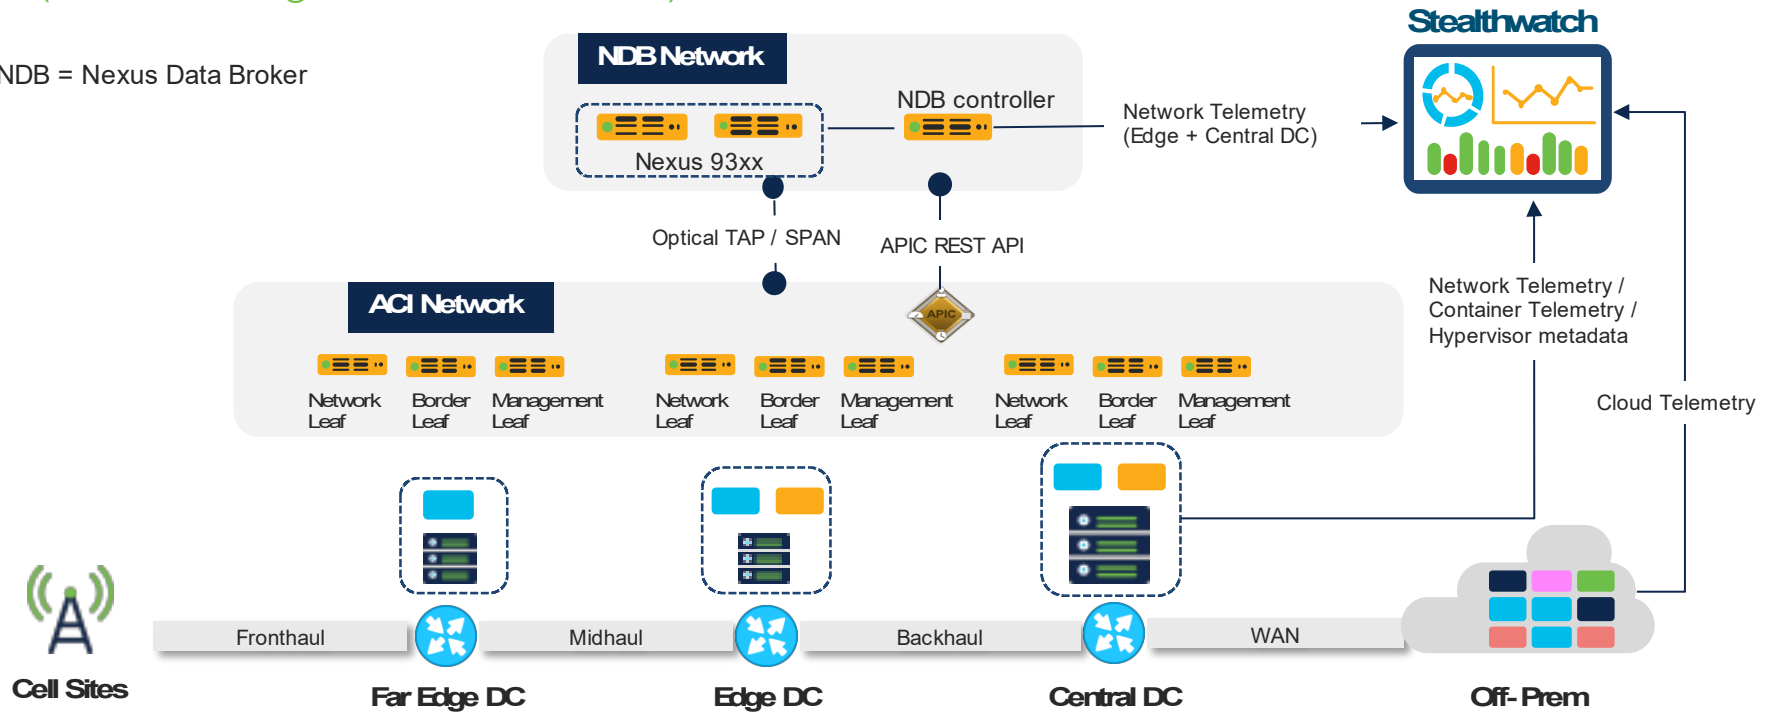 Stealthwatch
NDB Network
NDB = Nexus Data Broker
NDB controller
Nexus 93xx
Network Telemetry
(Edge + Central DC)
Optical TAP / SPAN
APIC REST API
ACI Network
APIC
Network Telemetry /
Container Telemetry /
Hypervisor metadata
Network
Leaf
Border
Leaf
Management
Leaf
Network
Leaf
Border
Leaf
Management
Leaf
Network
Leaf
Border
Leaf
Management
Leaf
Cloud Telemetry
Fronthaul
Midhaul
Backhaul
WAN
Cell Sites
Far Edge DC
Edge DC
Central DC
Off-Prem